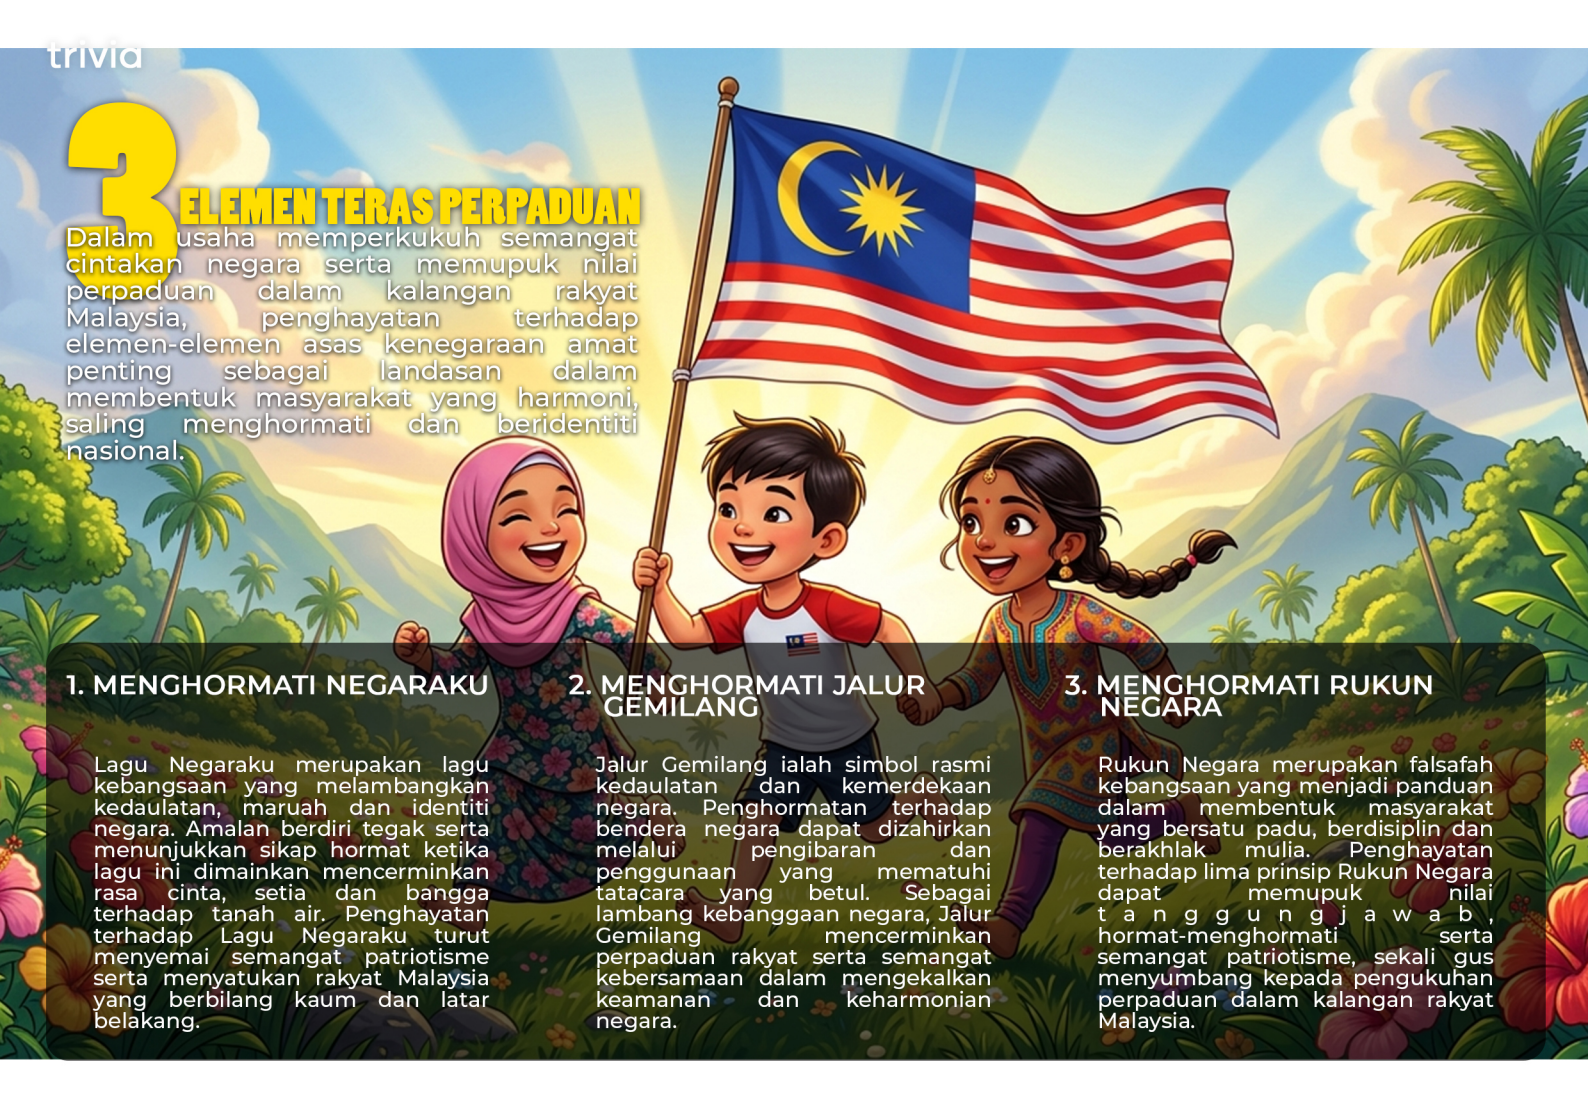 trivia
3 ELEMEN TERAS PERPADUAN
Dalam usaha memperkukuh semangat
cintakan negara serta memupuk nilai
perpaduan dalam kalangan rakyat
Malaysia, penghayatan terhadap
elemen-elemen asas kenegaraan amat
penting sebagai landasan dalam
membentuk masyarakat yang harmoni,
saling menghormati dan beridentiti
nasional.
1. MENGHORMATI NEGARAKU
Lagu Negaraku merupakan lagu
kebangsaan yang melambangkan
kedaulatan, maruah dan identiti
negara. Amalan berdiri tegak serta
menunjukkan sikap hormat ketika
lagu ini dimainkan mencerminkan
rasa cinta, setia dan bangga
terhadap tanah air. Penghayatan
terhadap Lagu Negaraku turut
menyemai semangat patriotisme
serta menyatukan rakyat Malaysia
yang berbilang kaum dan latar
belakang.
2. MENGHORMATI JALUR
GEMILANG
Jalur Gemilang ialah simbol rasmi
kedaulatan dan kemerdekaan
negara. Penghormatan terhadap
bendera negara dapat dizahirkan
melalui pengibaran dan
penggunaan yang mematuhi
tatacara yang betul. Sebagai
lambang kebanggaan negara, Jalur
Gemilang mencerminkan
perpaduan rakyat serta semangat
kebersamaan dalam mengekalkan
keamanan dan keharmonian
negara.
3. MENGHORMATI RUKUN
NEGARA
Rukun Negara merupakan falsafah
kebangsaan yang menjadi panduan
dalam membentuk masyarakat
yang bersatu padu, berdisiplin dan
berakhlak mulia. Penghayatan
terhadap lima prinsip Rukun Negara
dapat memupuk nilai
tanggungjawab,
hormat-menghormati serta
semangat patriotisme, sekali gus
menyumbang kepada pengukuhan
perpaduan dalam kalangan rakyat
Malaysia.